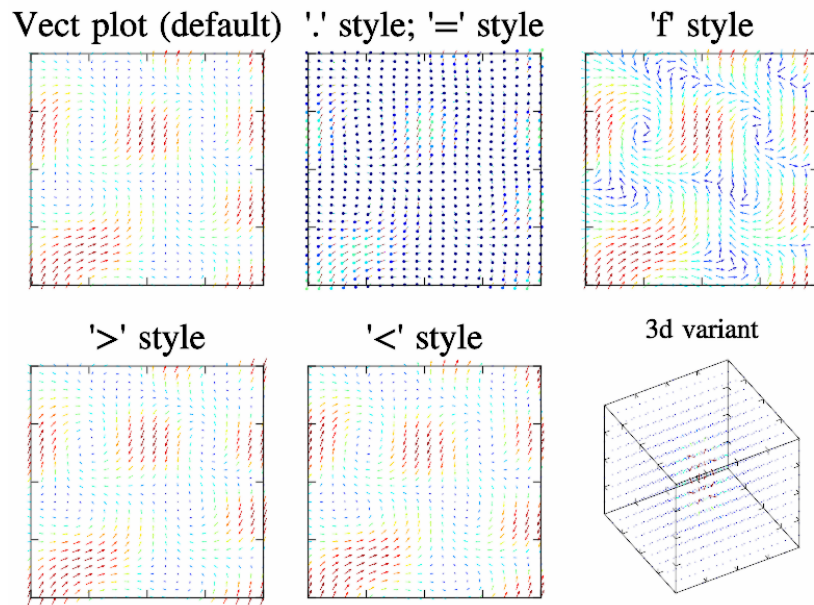 Vect plot (default)
'.' style; '=' style
'f' style
'>' style
'<' style
3d variant